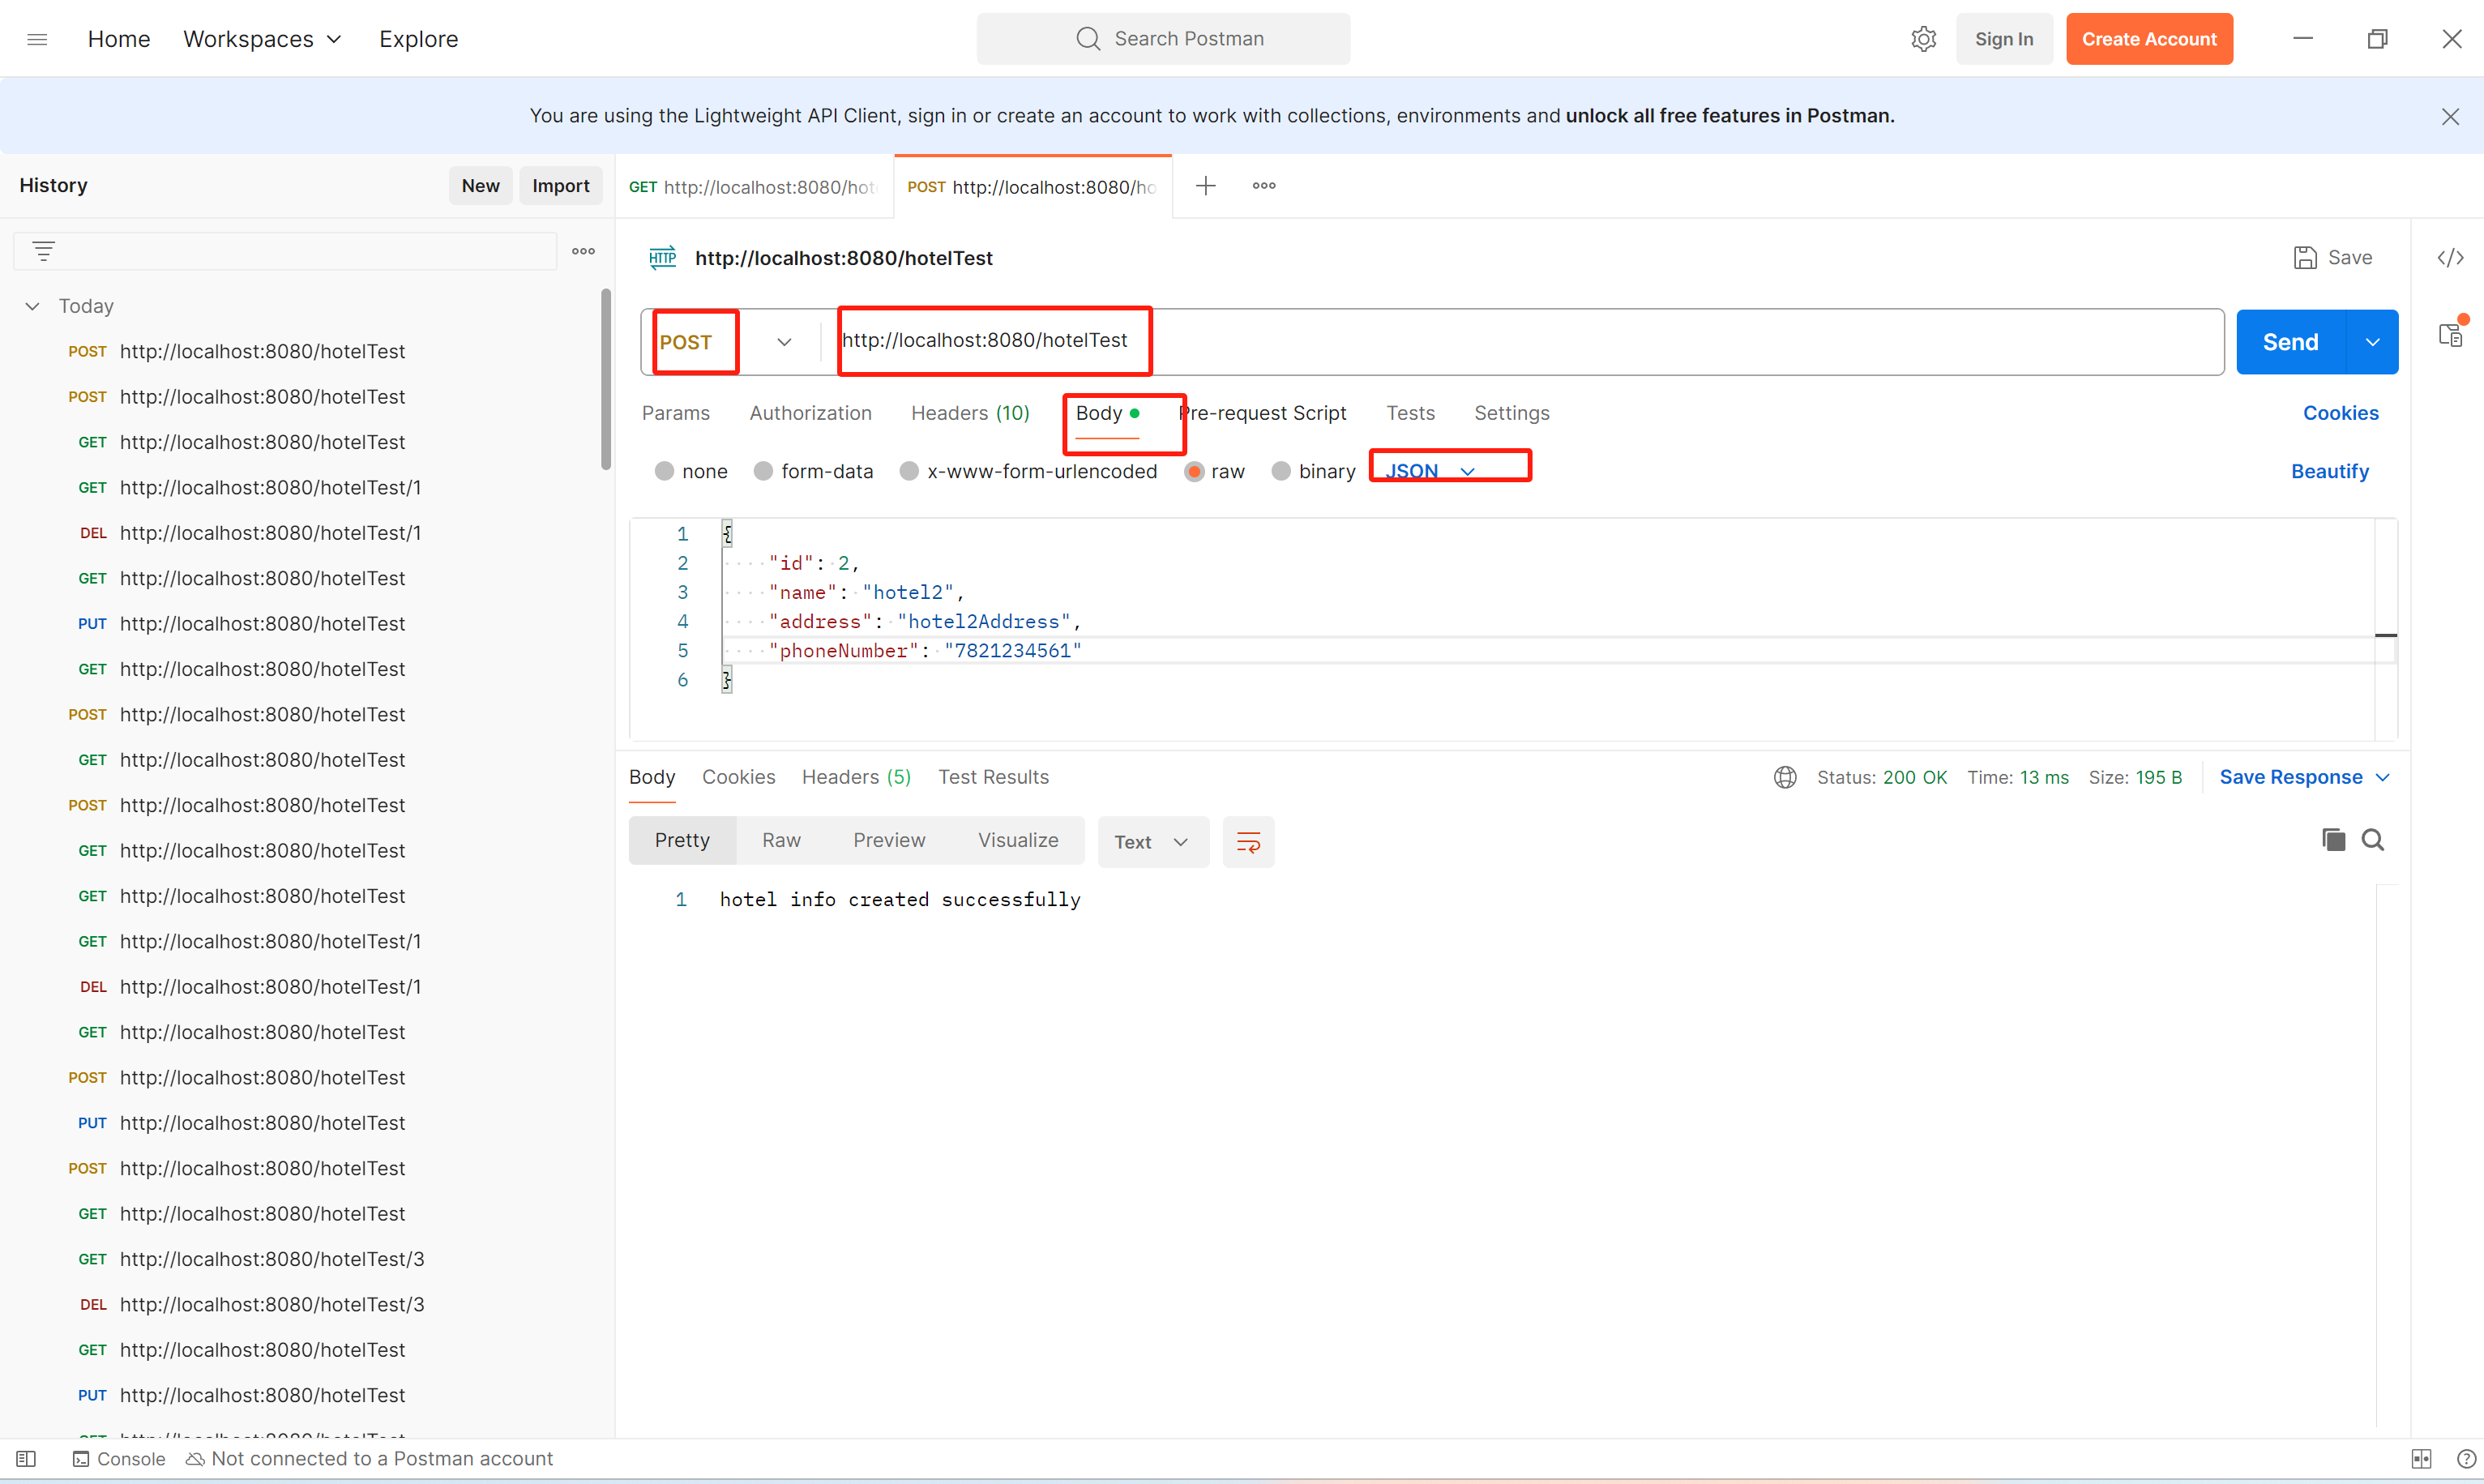 Home Workspaces Explore
Search Postman
Sign In Create Account
You are using the Lightweight API Client, sign in or create an account to work with collections, environments and unlock all free features in Postman.
History New Import
GET http://localhost:8080/hot POST http://localhost:8080/ho
HTTP http://localhost:8080/hotelTest Save
Today
POST http://localhost:8080/hotelTest
POST http://localhost:8080/hotelTest
GET http://localhost:8080/hotelTest
GET http://localhost:8080/hotelTest/1
DEL http://localhost:8080/hotelTest/1
GET http://localhost:8080/hotelTest
PUT http://localhost:8080/hotelTest
GET http://localhost:8080/hotelTest
POST http://localhost:8080/hotelTest
GET http://localhost:8080/hotelTest
POST http://localhost:8080/hotelTest
GET http://localhost:8080/hotelTest
GET http://localhost:8080/hotelTest
GET http://localhost:8080/hotelTest/1
DEL http://localhost:8080/hotelTest/1
GET http://localhost:8080/hotelTest
POST http://localhost:8080/hotelTest
PUT http://localhost:8080/hotelTest
POST http://localhost:8080/hotelTest
GET http://localhost:8080/hotelTest
GET http://localhost:8080/hotelTest/3
DEL http://localhost:8080/hotelTest/3
GET http://localhost:8080/hotelTest
PUT http://localhost:8080/hotelTest
POST http://localhost:8080/hotelTest Send
Params Authorization Headers (10) Body Pre-request Script Tests Settings Cookies
none form-data x-www-form-urlencoded raw binary JSON Beautify
1 {
2 "id": 2,
3 "name": "hotel2",
4 "address": "hotel2Address",
5 "phoneNumber": "7821234561"
6 }
Body Cookies Headers (5) Test Results Status: 200 OK Time: 13 ms Size: 195 B Save Response
Pretty Raw Preview Visualize Text
1 hotel info created successfully
Console Not connected to a Postman account